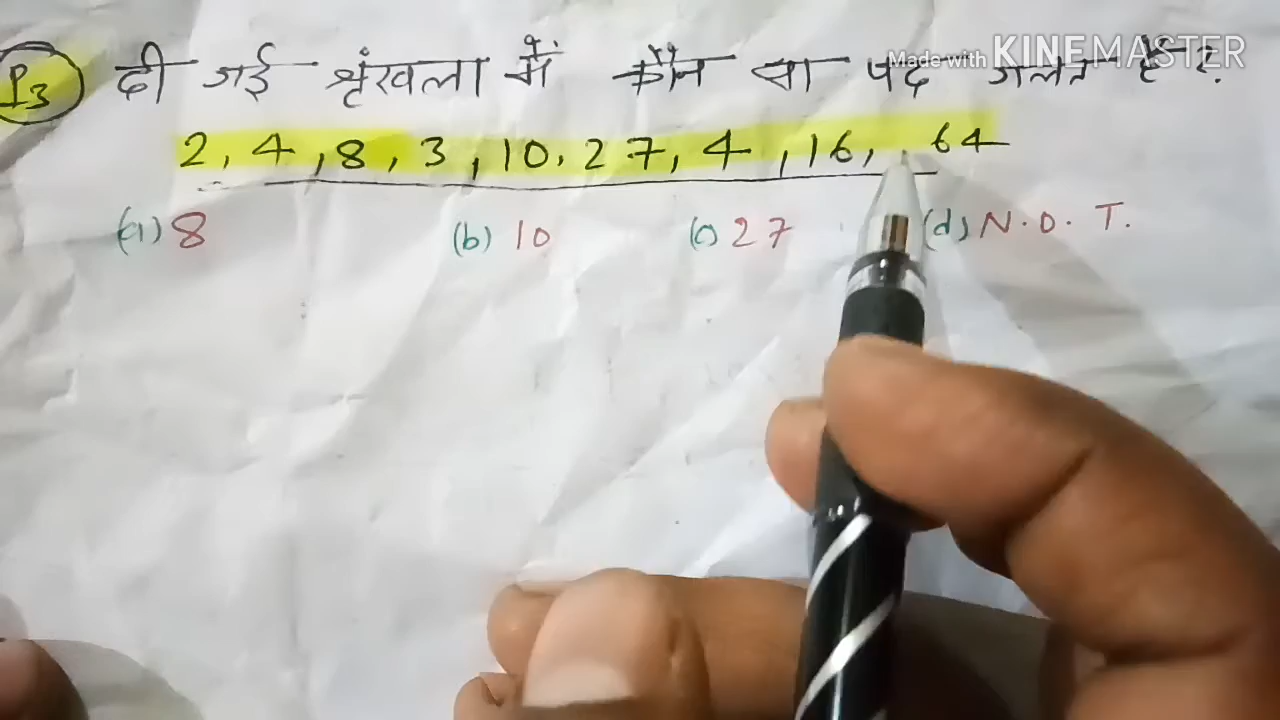 P3 दी गई श्रृंखला में कौन सा पद गलत है?
Made with KINEMASTER
2, 4, 8, 3, 10, 27, 4, 16, 64
(a) 8 (b) 10 (c) 27 (d) N.O.T.